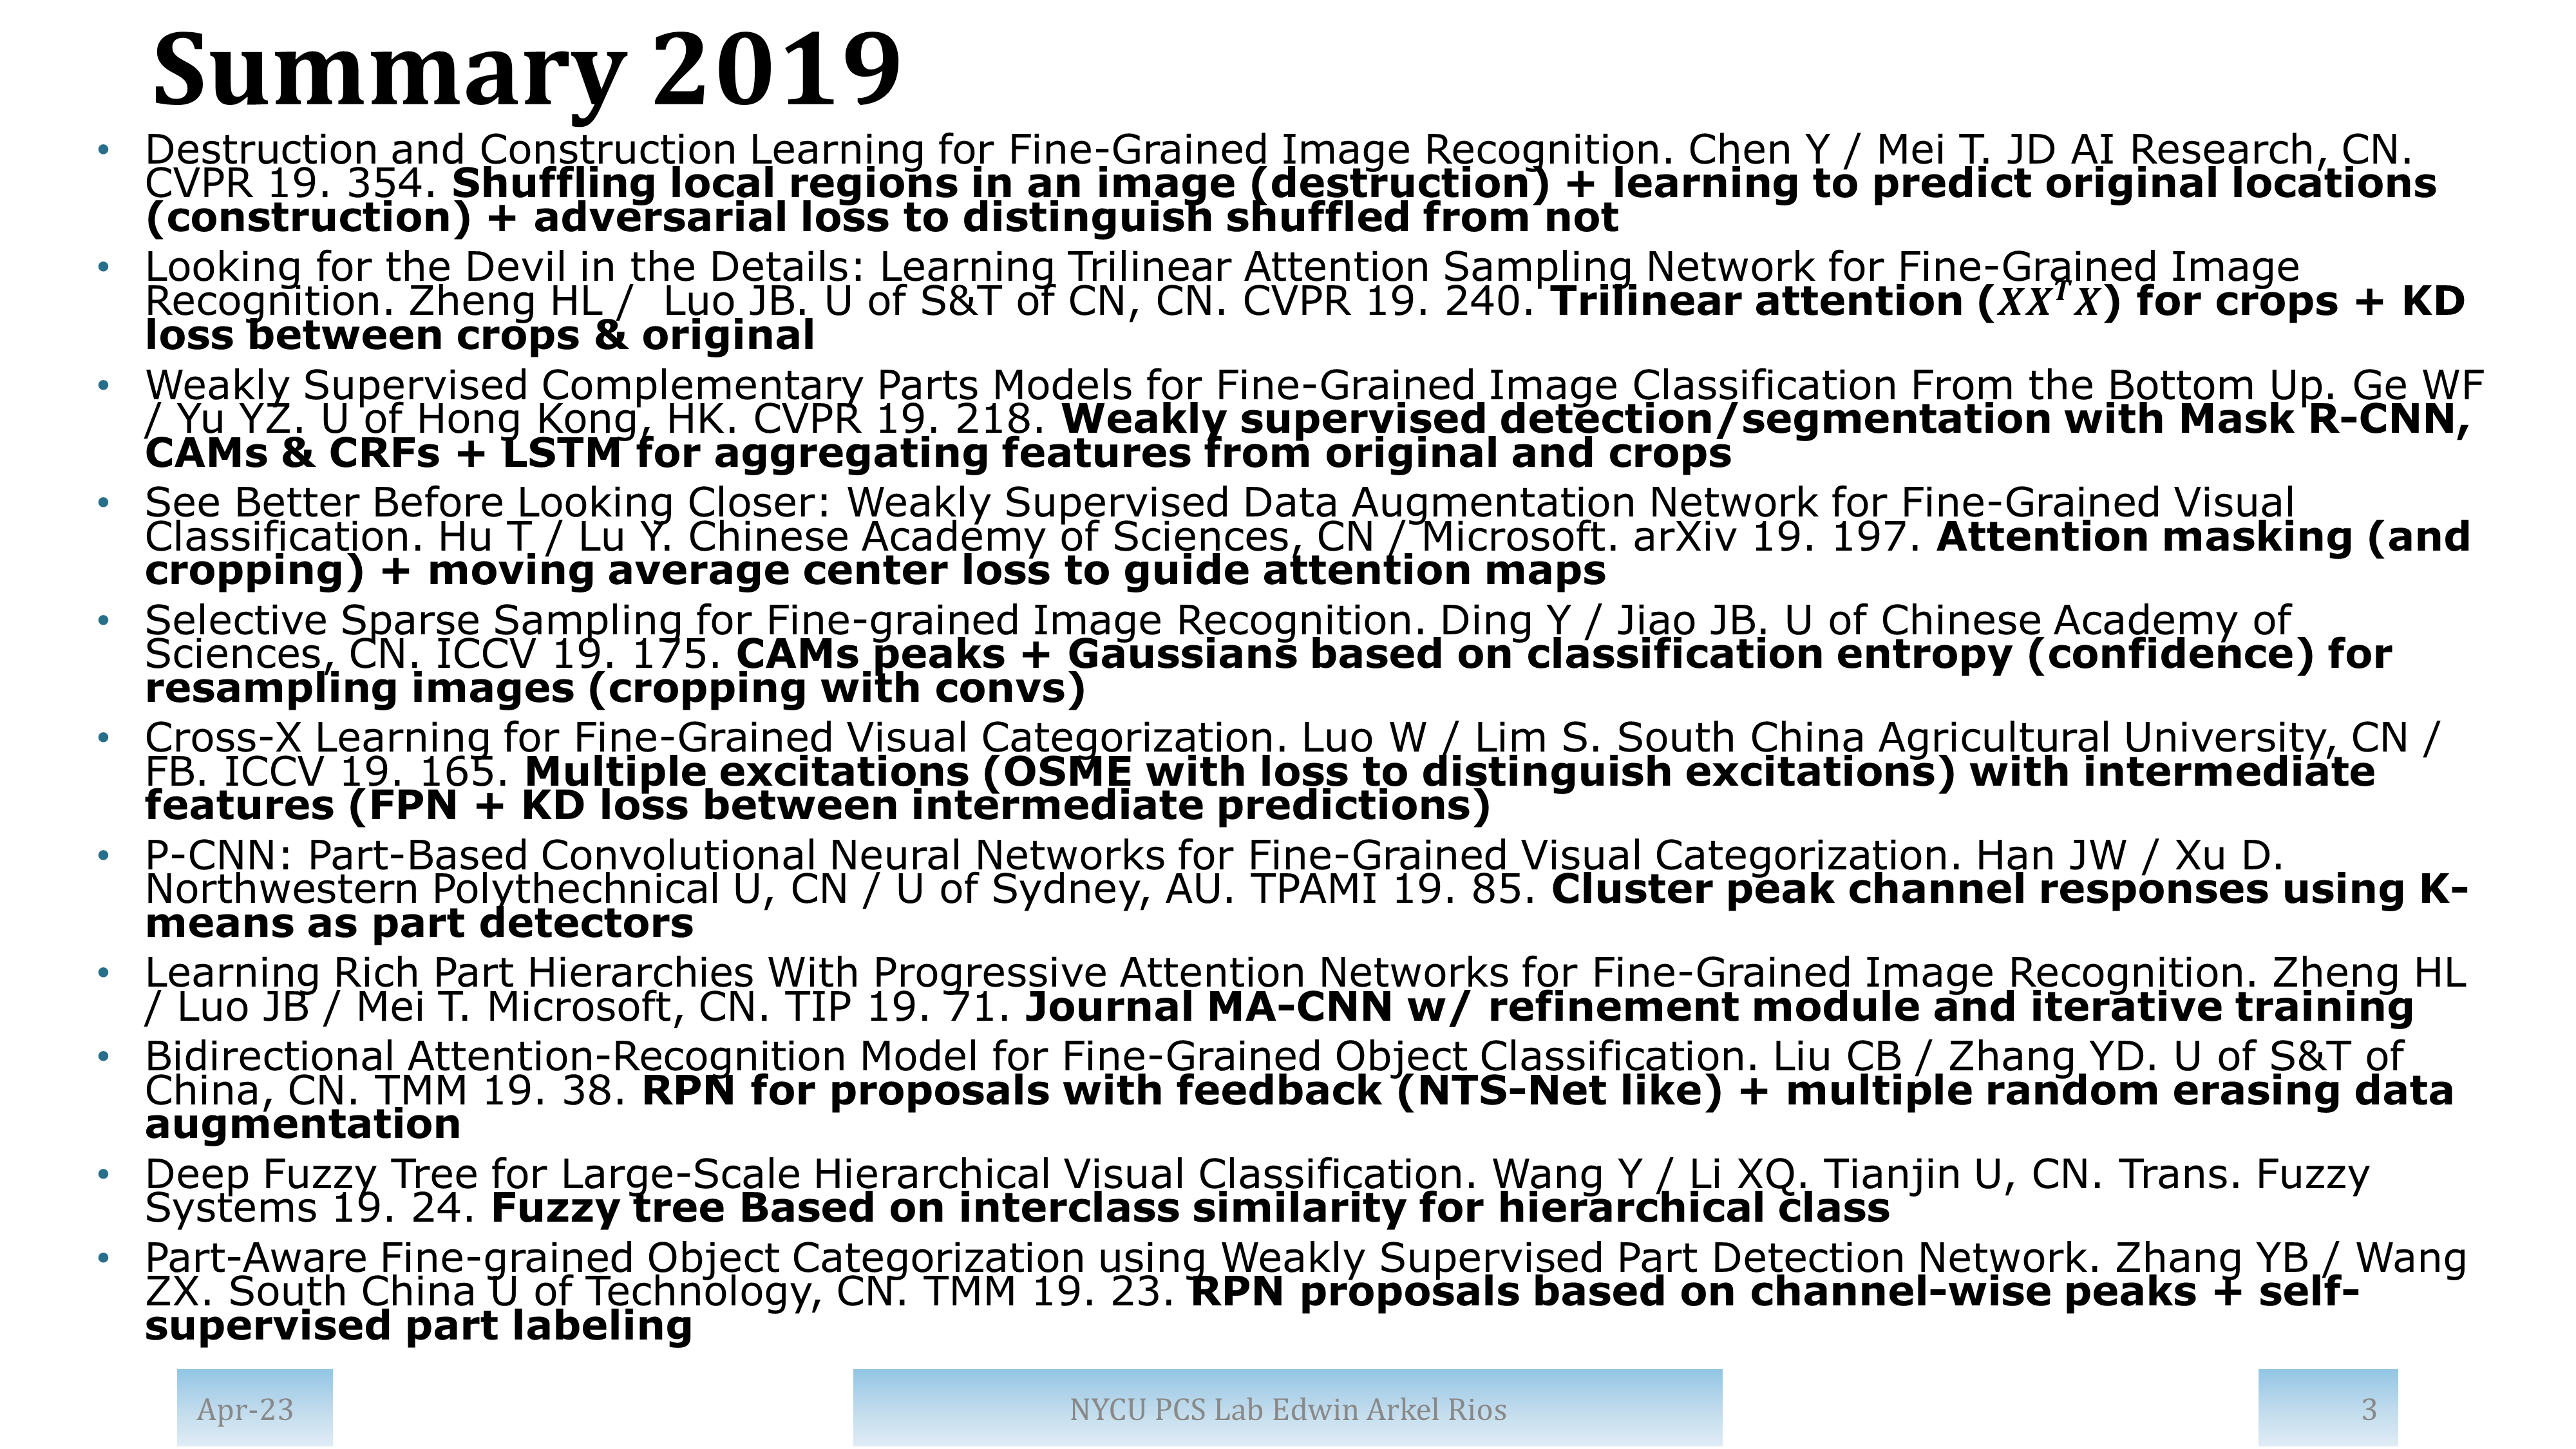 Summary 2019
• Destruction and Construction Learning for Fine-Grained Image Recognition. Chen Y / Mei T. JD AI Research, CN.
CVPR 19. 354. Shuffling local regions in an image (destruction) + learning to predict original locations
(construction) + adversarial loss to distinguish shuffled from not
• Looking for the Devil in the Details: Learning Trilinear Attention Sampling Network for Fine-Grained Image
Recognition. Zheng HL / Luo JB. U of S&T of CN, CN. CVPR 19. 240. Trilinear attention (XXᵀX) for crops + KD
loss between crops & original
• Weakly Supervised Complementary Parts Models for Fine-Grained Image Classification From the Bottom Up. Ge WF
/ Yu YZ. U of Hong Kong, HK. CVPR 19. 218. Weakly supervised detection/segmentation with Mask R-CNN,
CAMs & CRFs + LSTM for aggregating features from original and crops
• See Better Before Looking Closer: Weakly Supervised Data Augmentation Network for Fine-Grained Visual
Classification. Hu T / Lu Y. Chinese Academy of Sciences, CN / Microsoft. arXiv 19. 197. Attention masking (and
cropping) + moving average center loss to guide attention maps
• Selective Sparse Sampling for Fine-grained Image Recognition. Ding Y / Jiao JB. U of Chinese Academy of
Sciences, CN. ICCV 19. 175. CAMs peaks + Gaussians based on classification entropy (confidence) for
resampling images (cropping with convs)
• Cross-X Learning for Fine-Grained Visual Categorization. Luo W / Lim S. South China Agricultural University, CN /
FB. ICCV 19. 165. Multiple excitations (OSME with loss to distinguish excitations) with intermediate
features (FPN + KD loss between intermediate predictions)
• P-CNN: Part-Based Convolutional Neural Networks for Fine-Grained Visual Categorization. Han JW / Xu D.
Northwestern Polythechnical U, CN / U of Sydney, AU. TPAMI 19. 85. Cluster peak channel responses using K-
means as part detectors
• Learning Rich Part Hierarchies With Progressive Attention Networks for Fine-Grained Image Recognition. Zheng HL
/ Luo JB / Mei T. Microsoft, CN. TIP 19. 71. Journal MA-CNN w/ refinement module and iterative training
• Bidirectional Attention-Recognition Model for Fine-Grained Object Classification. Liu CB / Zhang YD. U of S&T of
China, CN. TMM 19. 38. RPN for proposals with feedback (NTS-Net like) + multiple random erasing data
augmentation
• Deep Fuzzy Tree for Large-Scale Hierarchical Visual Classification. Wang Y / Li XQ. Tianjin U, CN. Trans. Fuzzy
Systems 19. 24. Fuzzy tree Based on interclass similarity for hierarchical class
• Part-Aware Fine-grained Object Categorization using Weakly Supervised Part Detection Network. Zhang YB / Wang
ZX. South China U of Technology, CN. TMM 19. 23. RPN proposals based on channel-wise peaks + self-
supervised part labeling
Apr-23
NYCU PCS Lab Edwin Arkel Rios
3